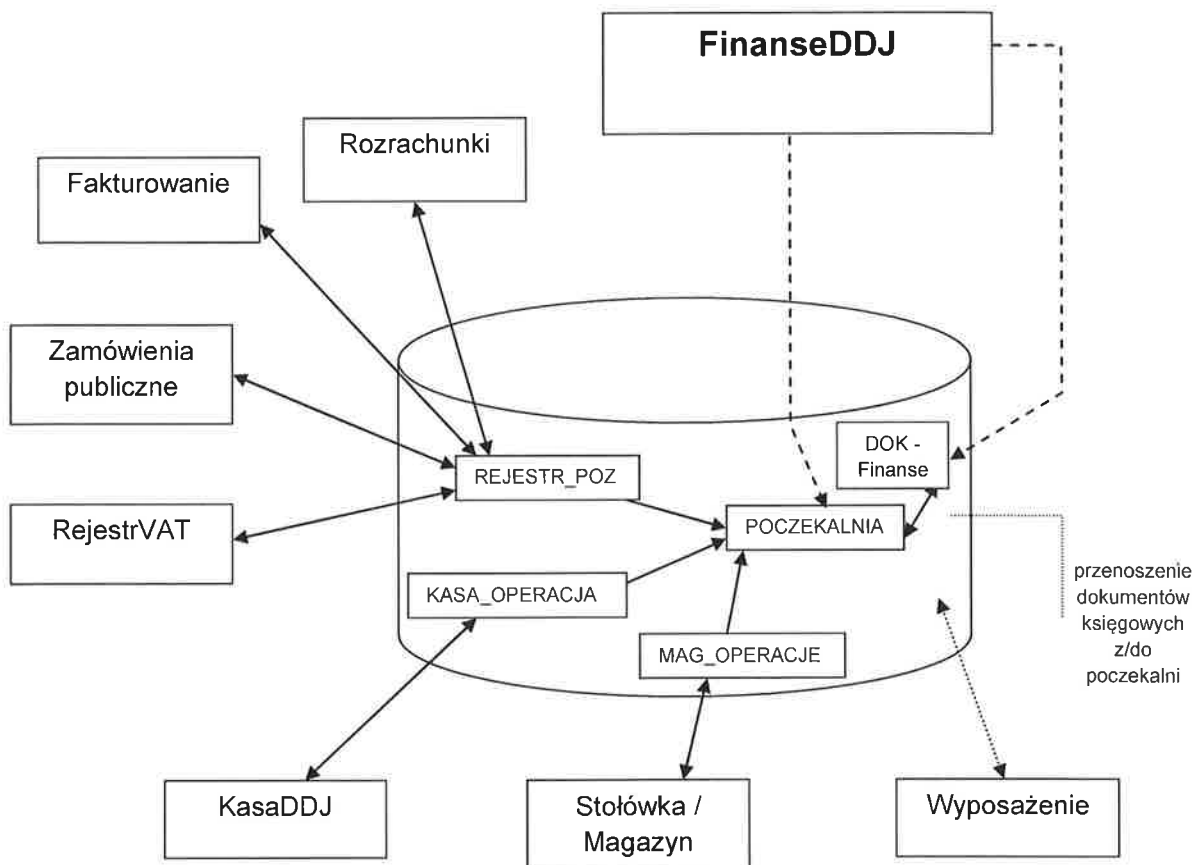 FinanseDDJ
Rozrachunki
Fakturowanie
Zamówienia
publiczne
DOK -
Finanse
REJESTR_POZ
POCZEKALNIA
RejestrVAT
KASA_OPERACJA
MAG_OPERACJE
przenoszenie
dokumentów
księgowych
z/do
poczekalni
KasaDDJ
Stołówka /
Magazyn
Wyposażenie